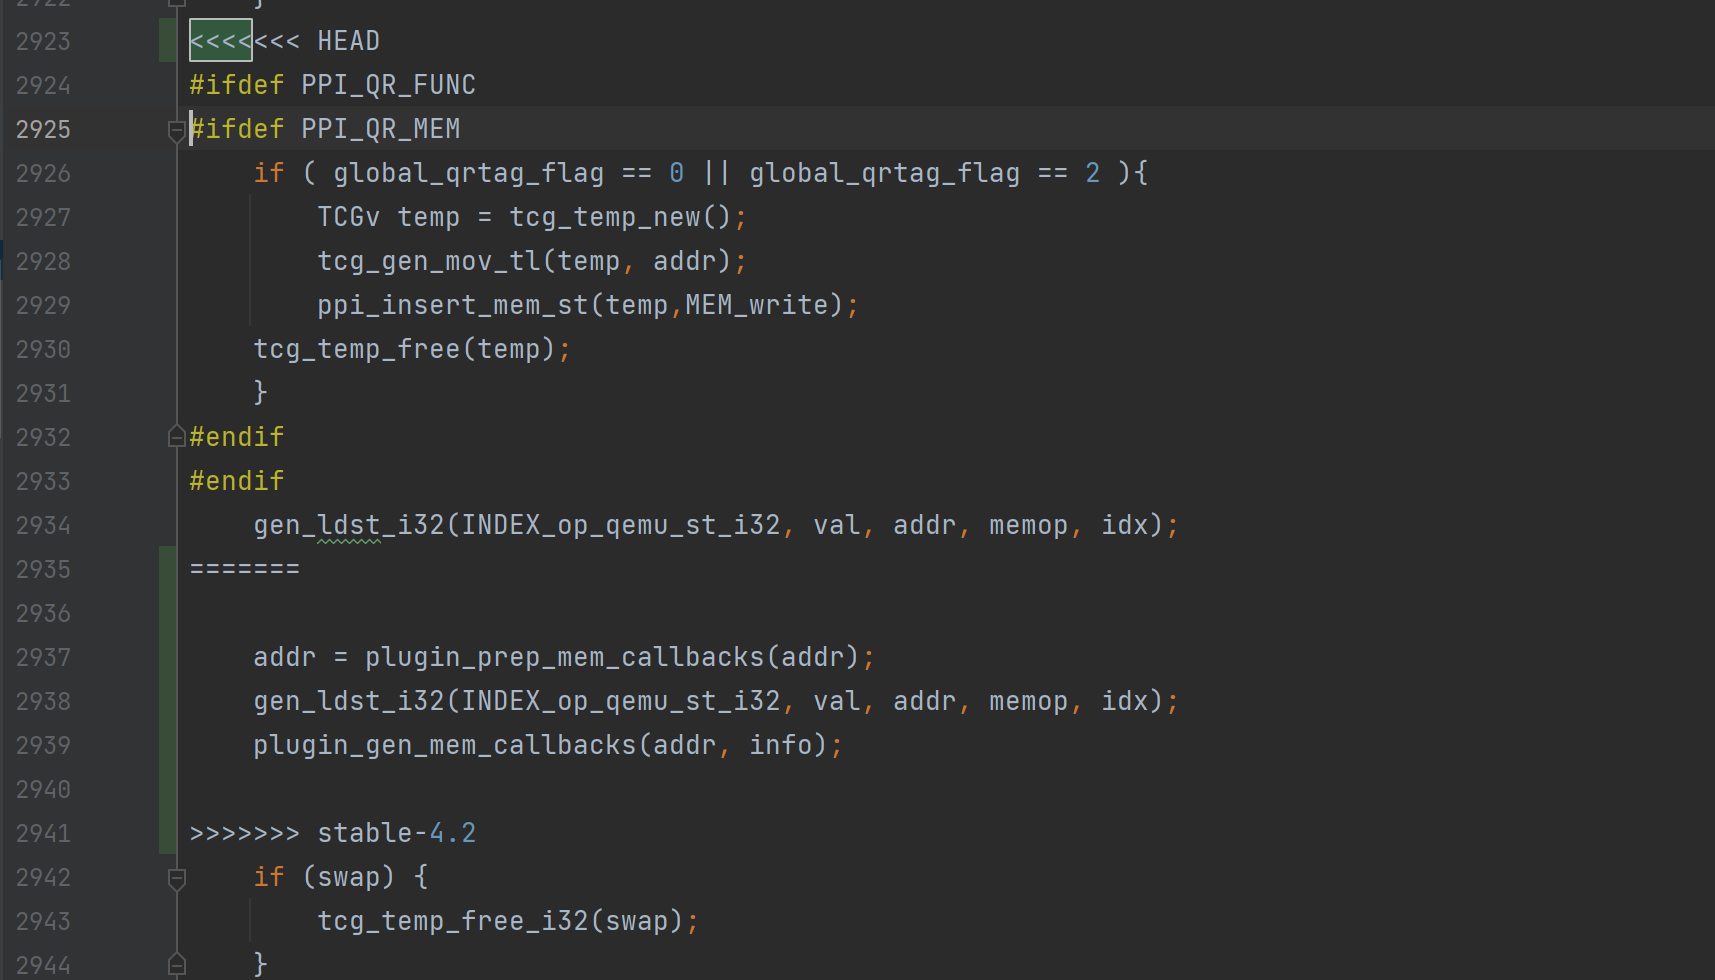 2922     }
2923 <<<<<<< HEAD
2924 #ifdef PPI_QR_FUNC
2925 #ifdef PPI_QR_MEM
2926     if ( global_qrtag_flag == 0 || global_qrtag_flag == 2 ){
2927         TCGv temp = tcg_temp_new();
2928         tcg_gen_mov_tl(temp, addr);
2929         ppi_insert_mem_st(temp,MEM_write);
2930     tcg_temp_free(temp);
2931     }
2932 #endif
2933 #endif
2934     gen_ldst_i32(INDEX_op_qemu_st_i32, val, addr, memop, idx);
2935 =======
2936
2937     addr = plugin_prep_mem_callbacks(addr);
2938     gen_ldst_i32(INDEX_op_qemu_st_i32, val, addr, memop, idx);
2939     plugin_gen_mem_callbacks(addr, info);
2940
2941 >>>>>>> stable-4.2
2942     if (swap) {
2943         tcg_temp_free_i32(swap);
2944     }